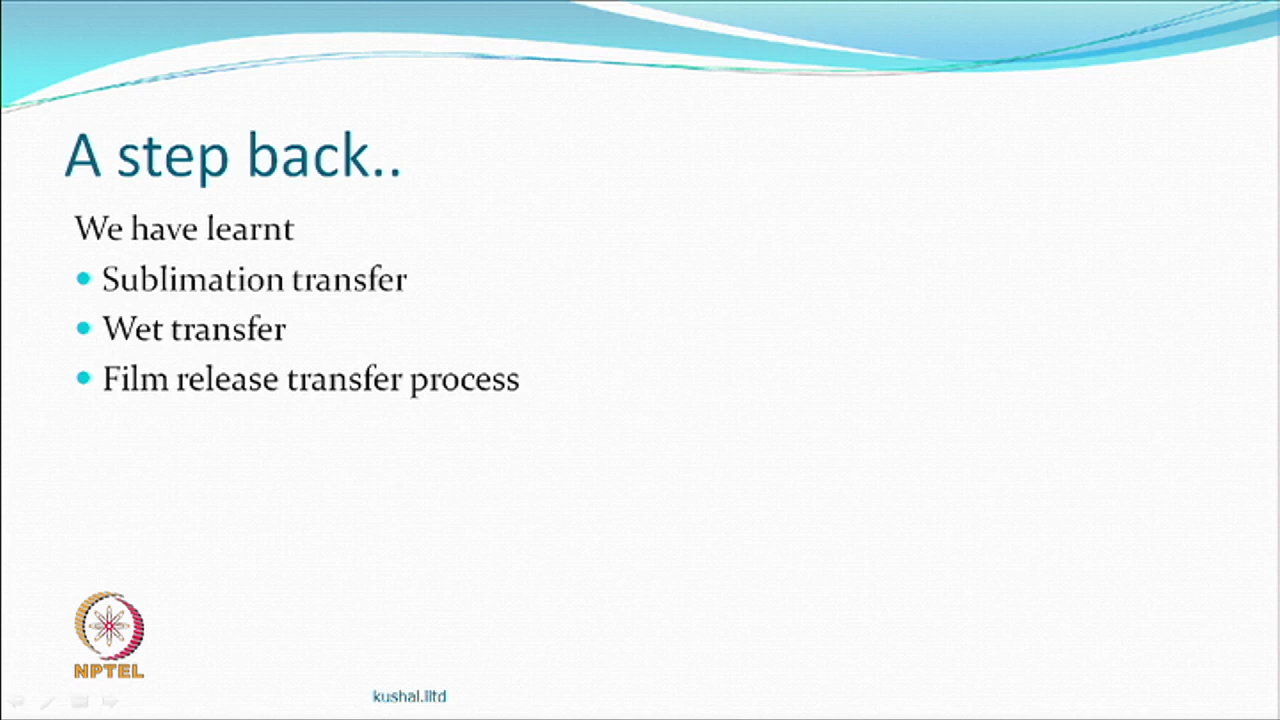 A step back..
We have learnt
Sublimation transfer
Wet transfer
Film release transfer process
NPTEL
kushal.iitd